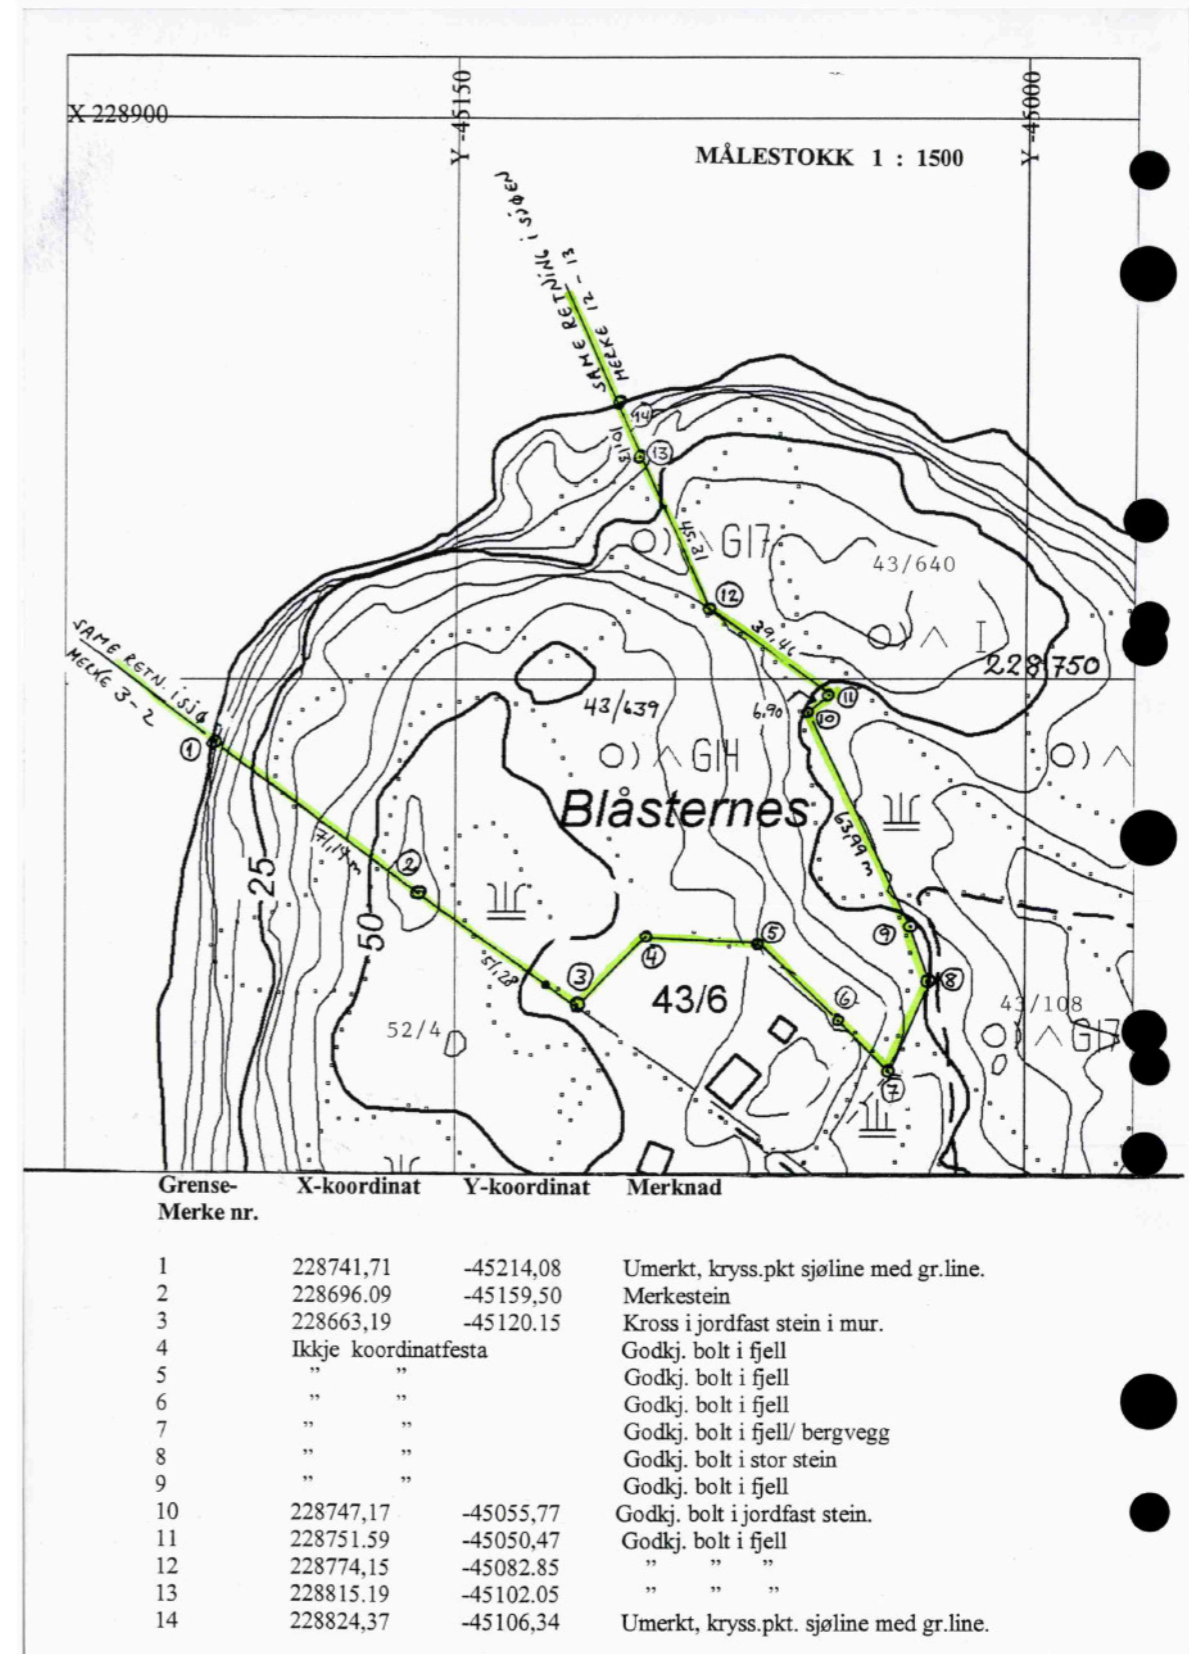 X 228900
Y -45150
Y -45000
MÅLESTOKK 1 : 1500
SAME RETNING i SJØEN
MERKE 12 - 13
14
10,13
13
18,54
G17
43/640
12
39,46
I
228 750
SAME RETN. i SJØ
MERKE 3 - 2
1
43/639
6,90
11
10
G14
Blåsternes
71,14 m
2
63,99 m
25
50
9
5
4
3
51,28
43/6
8
6
43/108
52/4
G17
7
Grense- X-koordinat Y-koordinat Merknad
Merke nr.
1 228741,71 -45214,08 Umerkt, kryss.pkt sjøline med gr.line.
2 228696.09 -45159,50 Merkestein
3 228663,19 -45120.15 Kross i jordfast stein i mur.
4 Ikkje koordinatfesta Godkj. bolt i fjell
5 ” ” Godkj. bolt i fjell
6 ” ” Godkj. bolt i fjell
7 ” ” Godkj. bolt i fjell/ bergvegg
8 ” ” Godkj. bolt i stor stein
9 ” ” Godkj. bolt i fjell
10 228747,17 -45055,77 Godkj. bolt i jordfast stein.
11 228751.59 -45050,47 Godkj. bolt i fjell
12 228774,15 -45082.85 ” ” ”
13 228815.19 -45102.05 ” ” ”
14 228824,37 -45106,34 Umerkt, kryss.pkt. sjøline med gr.line.